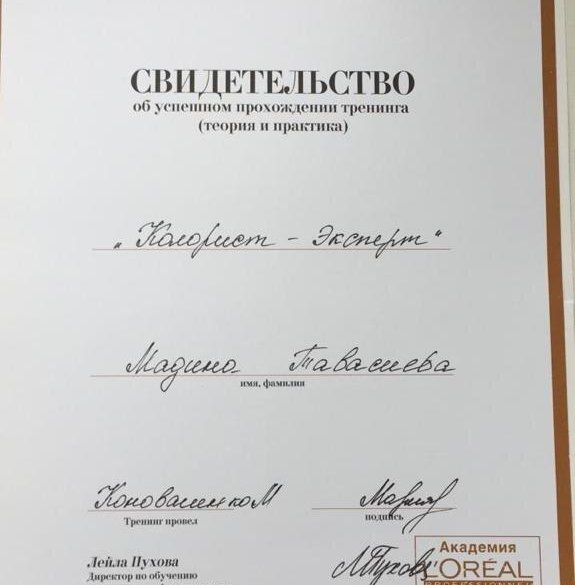 СВИДЕТЕЛЬСТВО
об успешном прохождении тренинга
(теория и практика)
„Колорист - Эксперт“
Мадина Тавасиева
имя, фамилия
Коноваленко М
Тренинг провел
подпись
Лейла Пухова
Директор по обучению
Академия
L'ORÉAL
PROFESSIONNEL